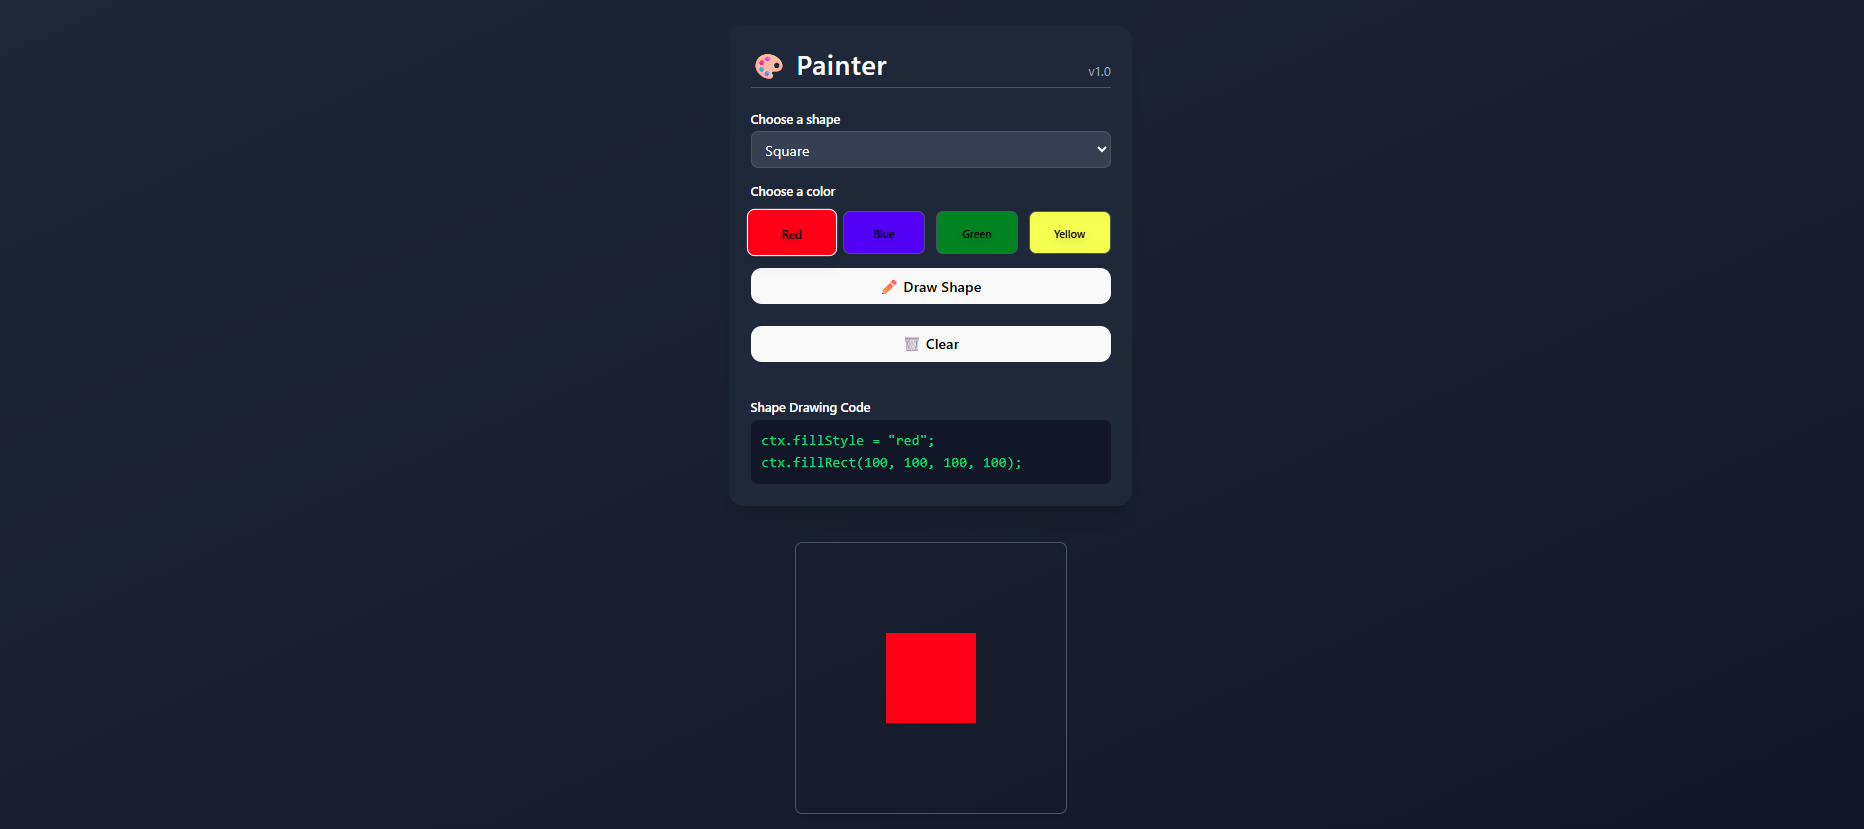 Painter
v1.0
Choose a shape
Square
Choose a color
Red
Blue
Green
Yellow
Draw Shape
Clear
Shape Drawing Code
ctx.fillStyle = "red";
ctx.fillRect(100, 100, 100, 100);